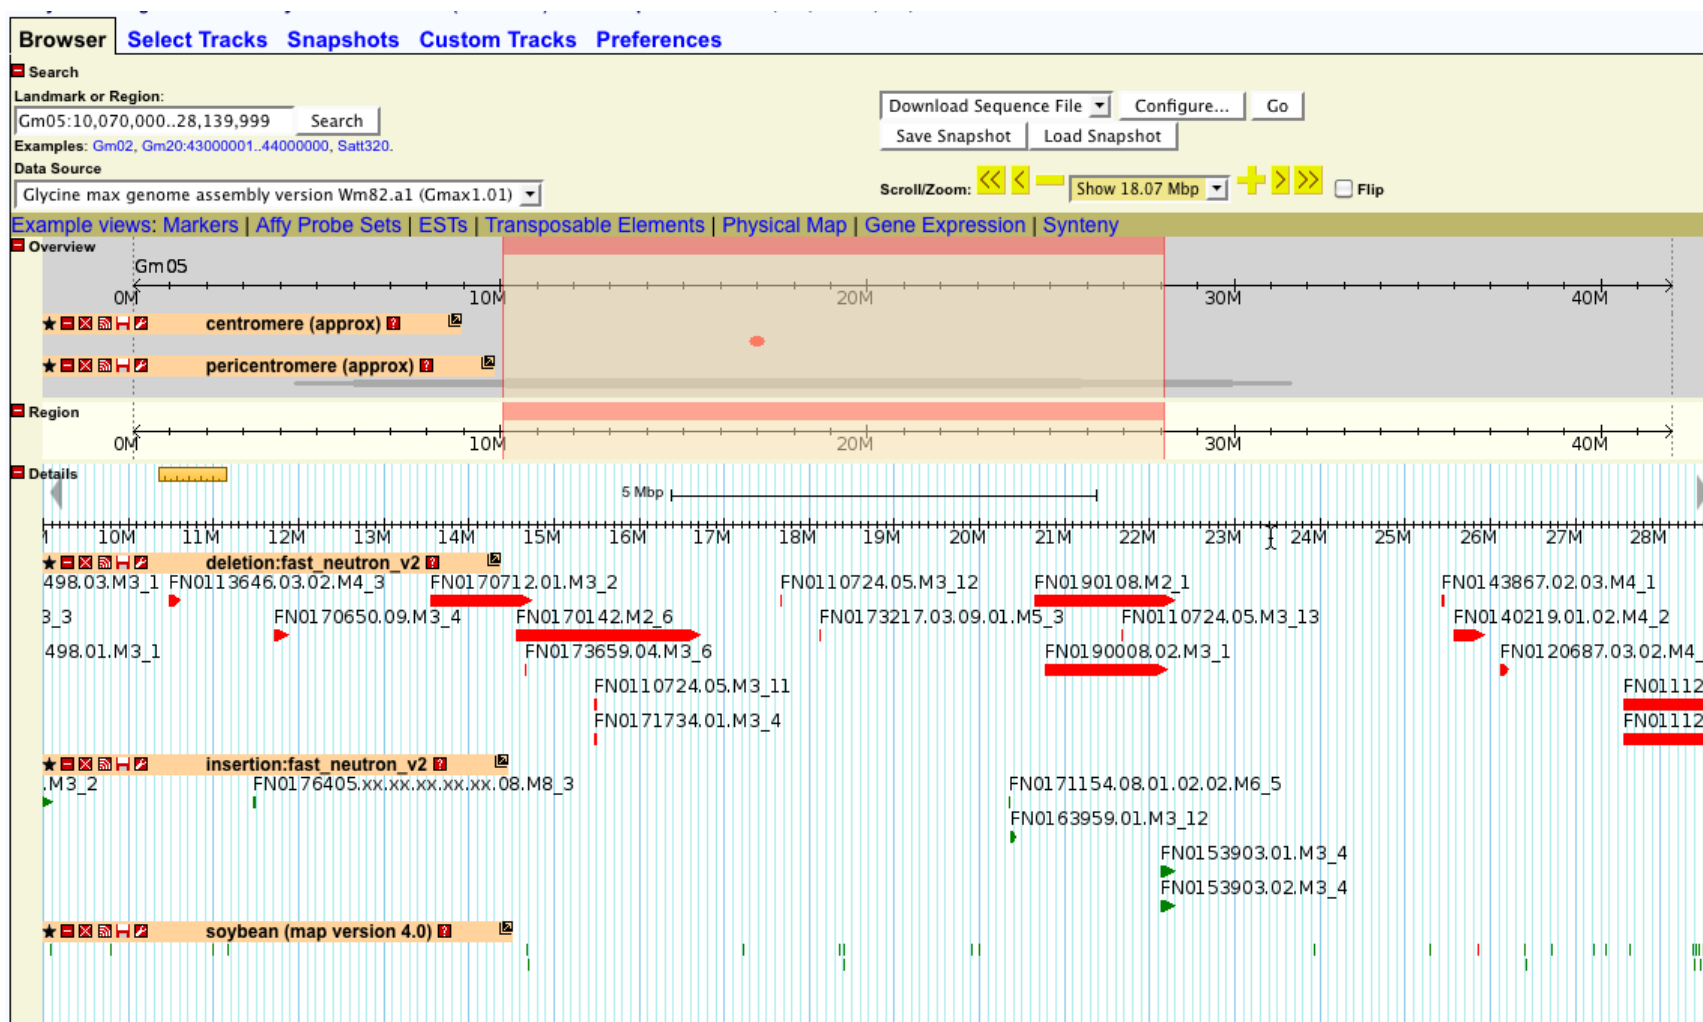 Browser Select Tracks Snapshots Custom Tracks Preferences
Search
Landmark or Region:
Gm05:10,070,000..28,139,999 Search
Download Sequence File Configure... Go
Save Snapshot Load Snapshot
Examples: Gm02, Gm20:43000001..44000000, Satt320.
Data Source
Glycine max genome assembly version Wm82.a1 (Gmax1.01)
Scroll/Zoom: << < Show 18.07 Mbp > >> Flip
Example views: Markers | Affy Probe Sets | ESTs | Transposable Elements | Physical Map | Gene Expression | Synteny
Overview
Gm05
0M 10M 20M 30M 40M
centromere (approx) ?
pericentromere (approx) ?
Region
0M 10M 20M 30M 40M
Details
5 Mbp
10M 11M 12M 13M 14M 15M 16M 17M 18M 19M 20M 21M 22M 23M 24M 25M 26M 27M 28M
deletion:fast_neutron_v2 ?
498.03.M3_1 FN0113646.03.02.M4_3 FN0170712.01.M3_2 FN0110724.05.M3_12 FN0190108.M2_1 FN0143867.02.03.M4_1
3_3 FN0170650.09.M3_4 FN0170142.M2_6 FN0173217.03.09.01.M5_3 FN0110724.05.M3_13 FN0140219.01.02.M4_2
498.01.M3_1 FN0173659.04.M3_6 FN0190008.02.M3_1 FN0120687.03.02.M4_
FN0110724.05.M3_11 FN01112
FN0171734.01.M3_4 FN01112
insertion:fast_neutron_v2 ?
.M3_2 FN0176405.xx.xx.xx.xx.xx.08.M8_3 FN0171154.08.01.02.02.M6_5
FN0163959.01.M3_12
FN0153903.01.M3_4
FN0153903.02.M3_4
soybean (map version 4.0) ?